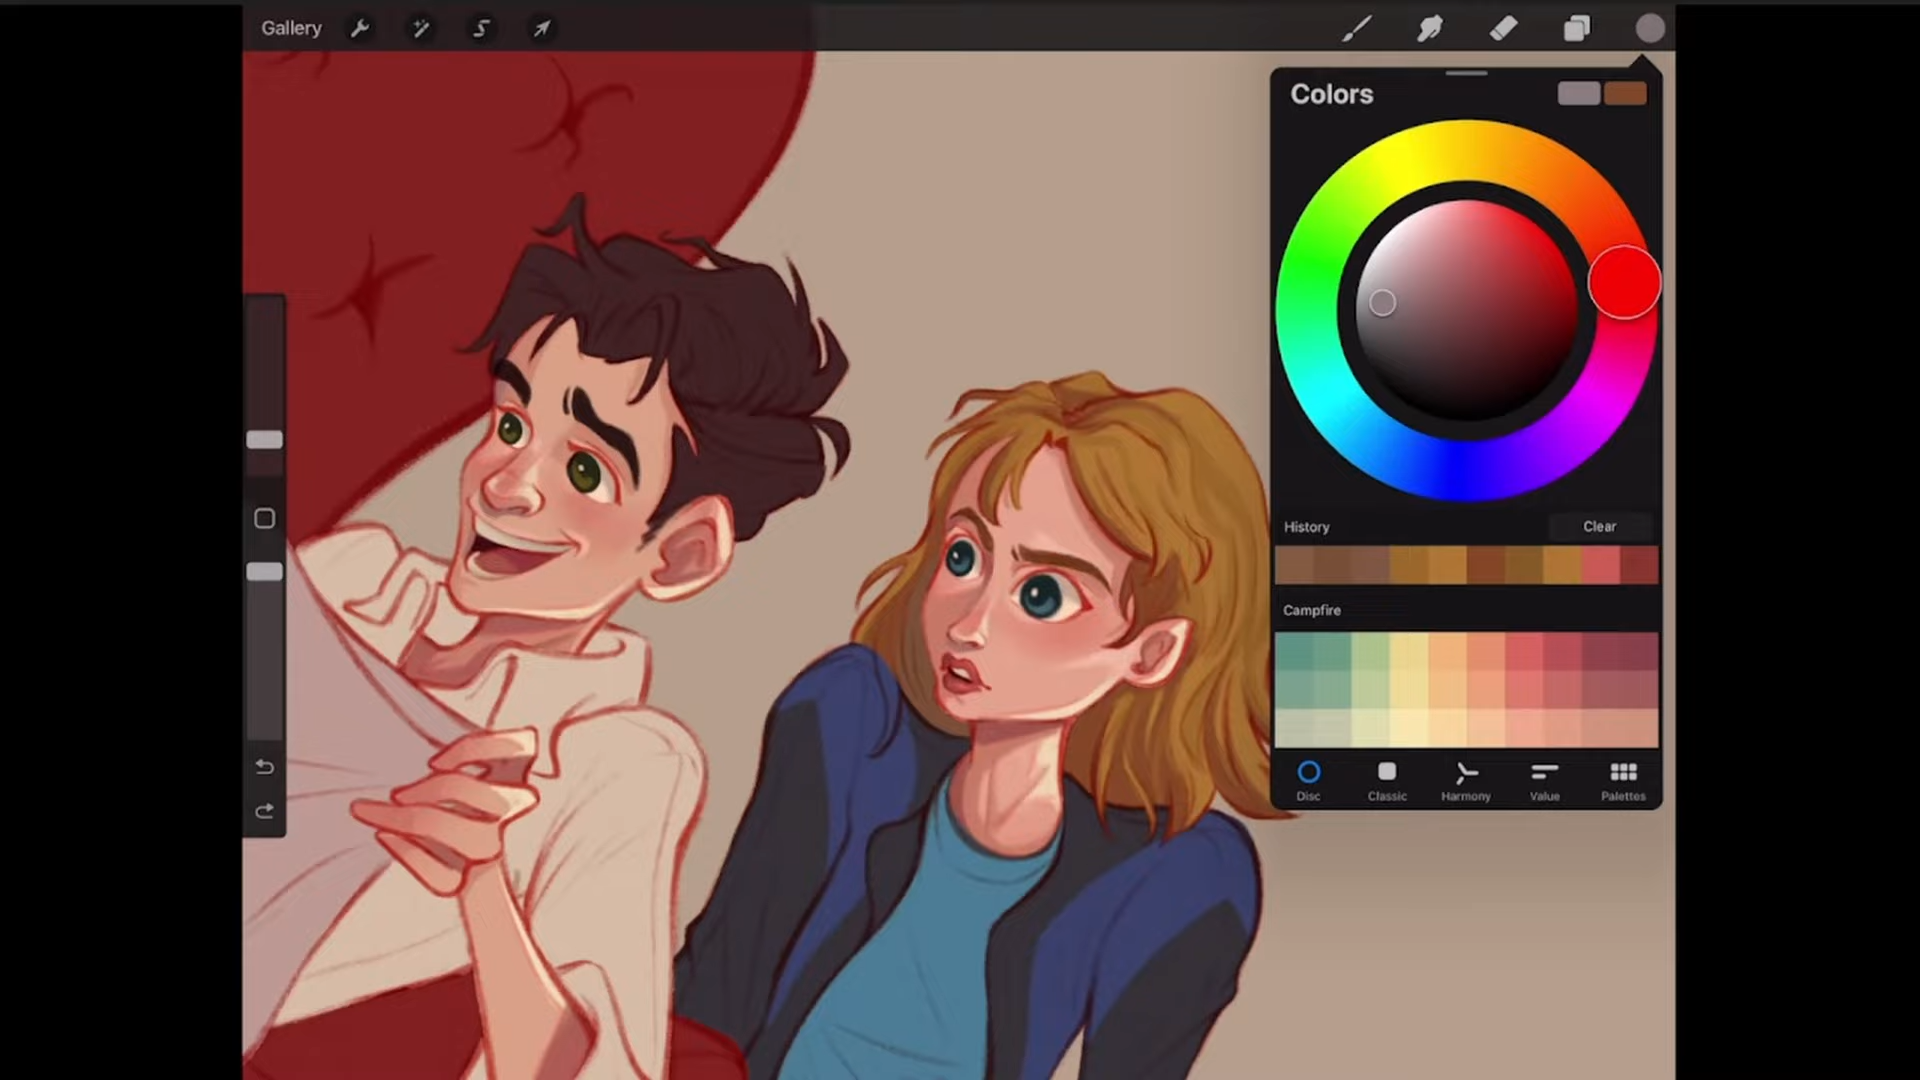 Gallery
Colors
History
Clear
Campfire
Disc
Classic
Harmony
Value
Palettes